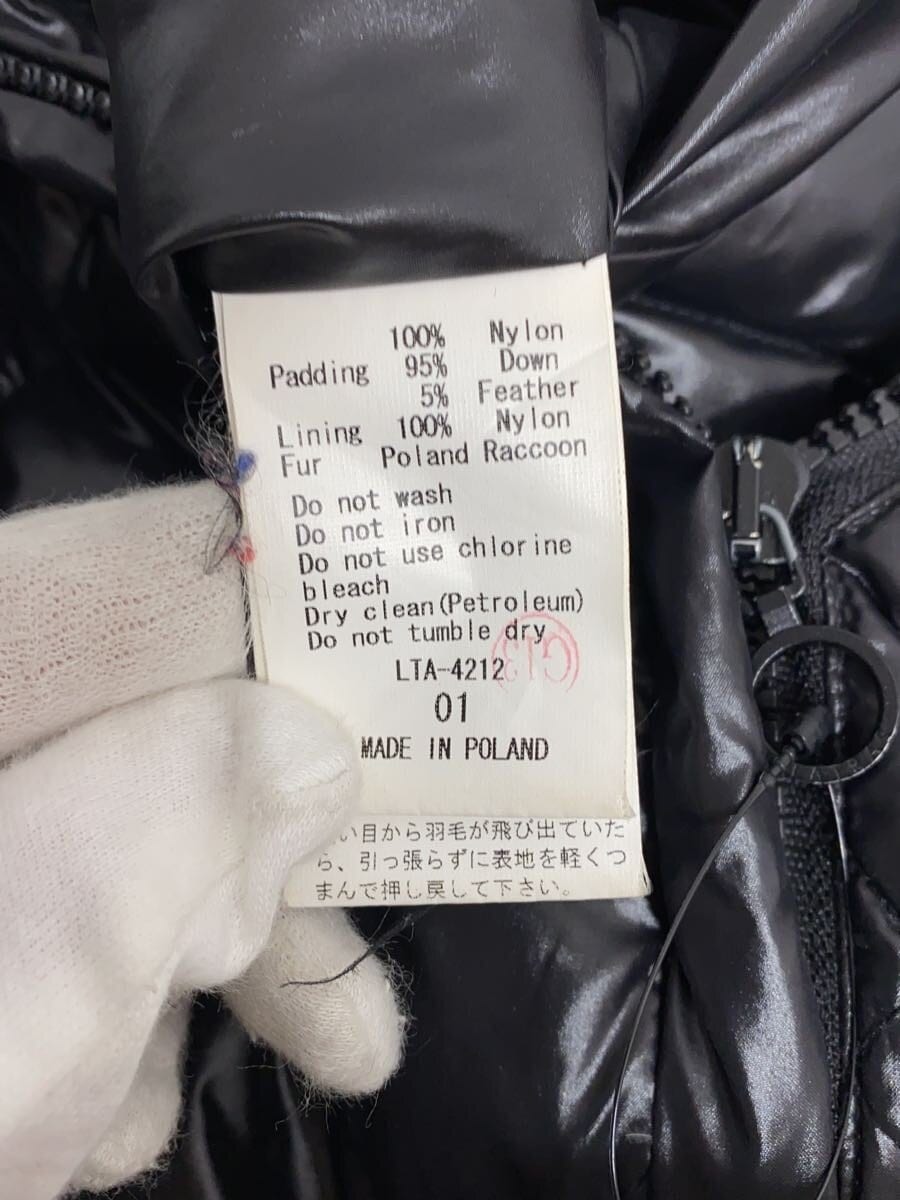 100% Nylon
Padding 95% Down
5% Feather
Lining 100% Nylon
Fur Poland Raccoon
Do not wash
Do not iron
Do not use chlorine
bleach
Dry clean(Petroleum)
Do not tumble dry
LTA-4212
01
MADE IN POLAND
い目から羽毛が飛び出ていた
ら、引っ張らずに表地を軽くつ
まんで押し戻して下さい。